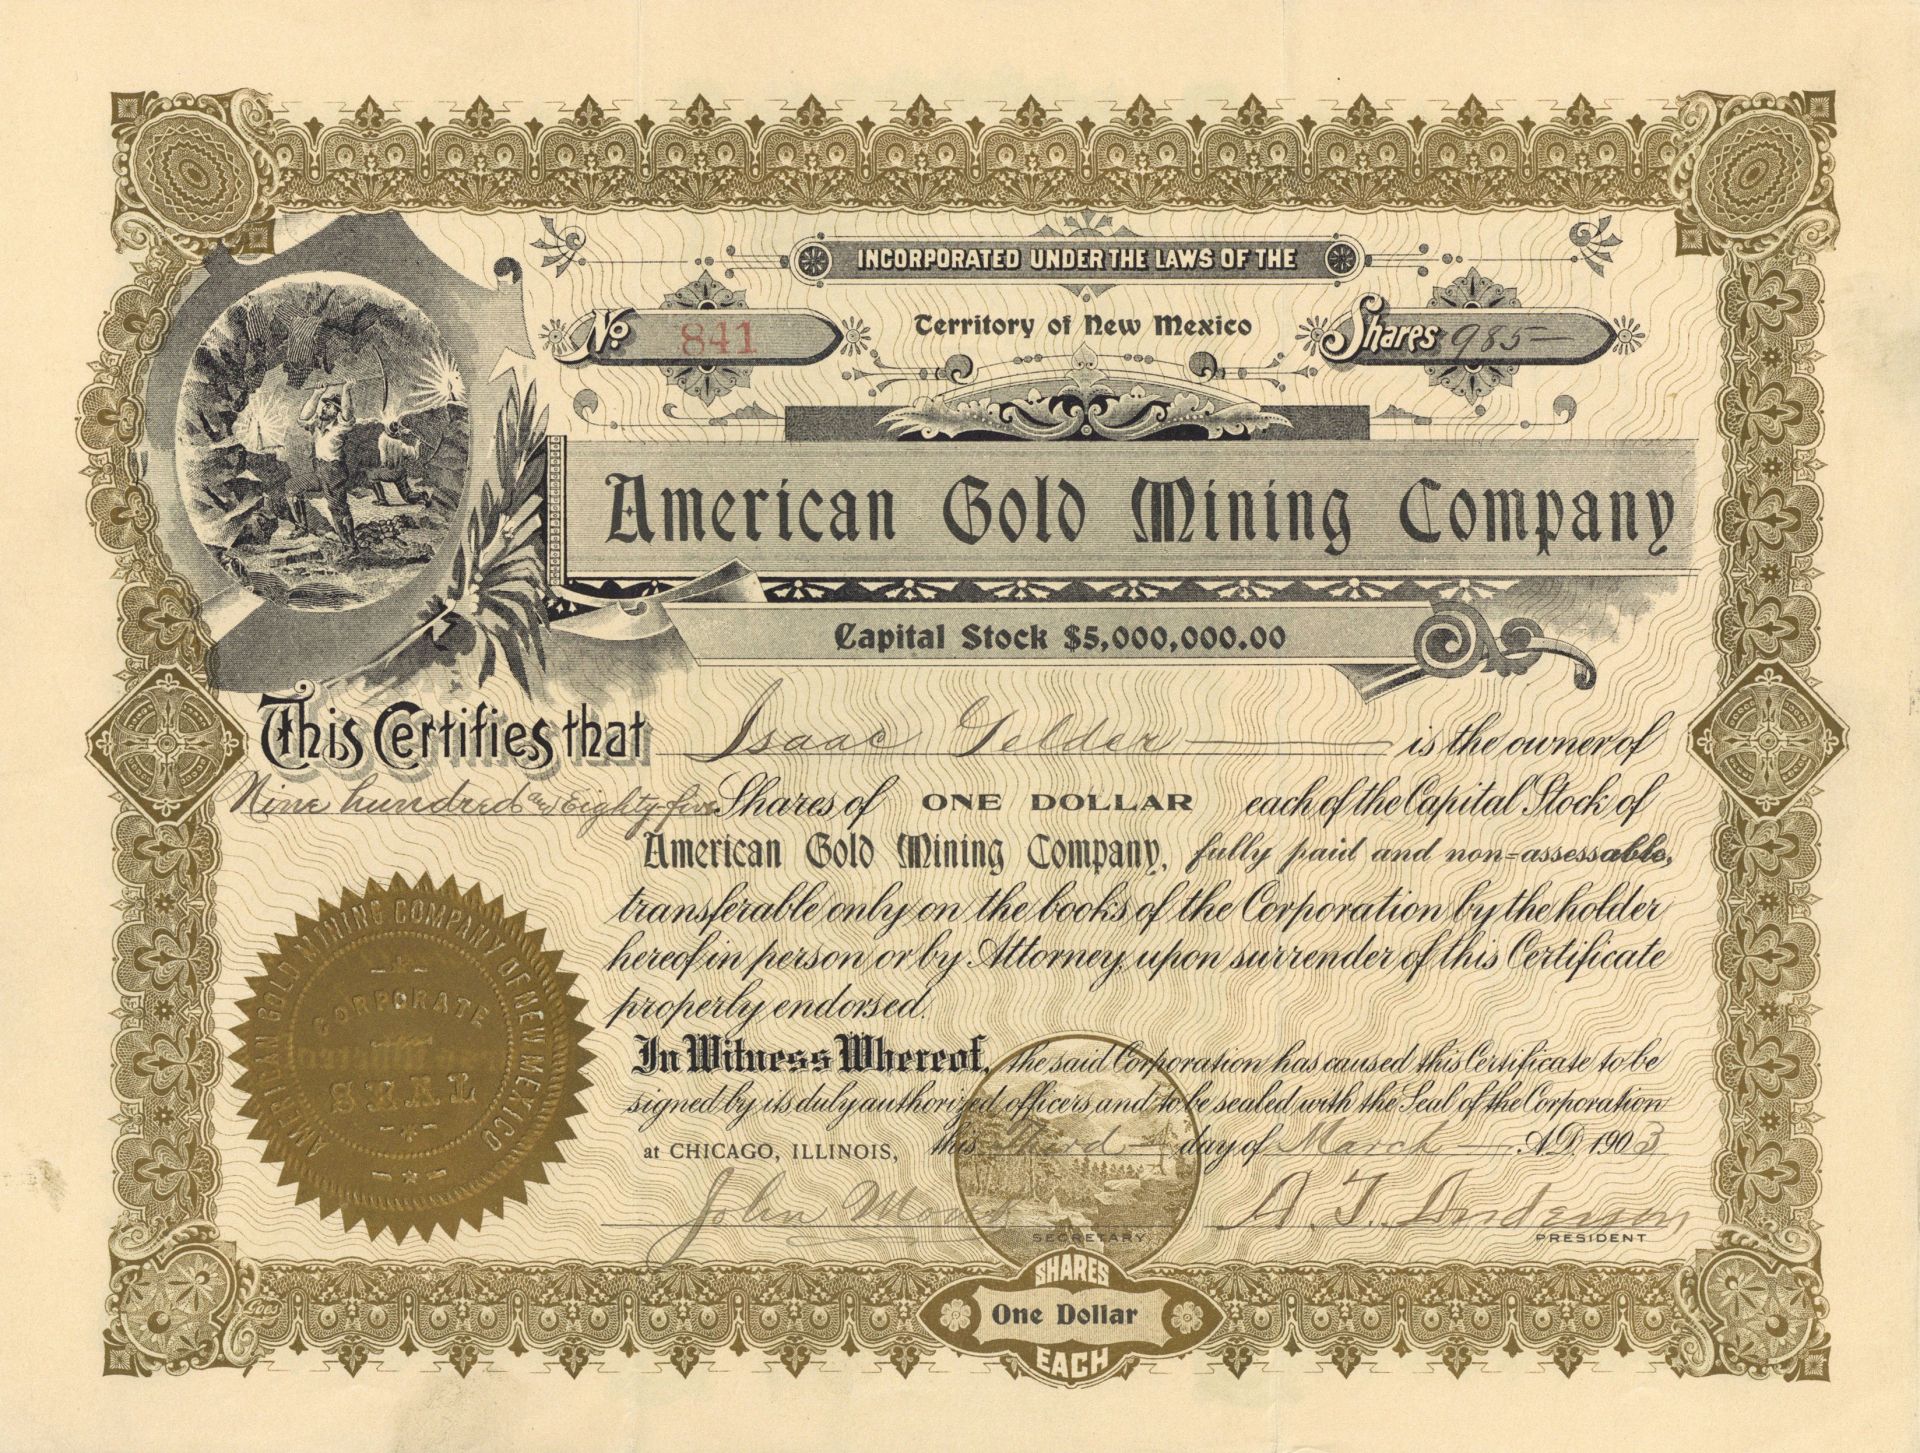 INCORPORATED UNDER THE LAWS OF THE
No 841
Territory of New Mexico
Shares 985—
American Gold Mining Company
Capital Stock $5,000,000.00
This Certifies that Isaac Gelder is the owner of
Nine hundred and Eighty-five Shares of ONE DOLLAR each of the Capital Stock of
American Gold Mining Company, fully paid and non-assessable,
transferable only on the books of the Corporation by the holder
hereof in person or by Attorney, upon surrender of this Certificate
properly endorsed.
In Witness Whereof, the said Corporation has caused this Certificate to be
signed by its duly authorized officers, and to be sealed with the Seal of the Corporation
at CHICAGO, ILLINOIS, this Third day of March A.D. 1903
John
A. T. Anderson
SECRETARY
PRESIDENT
AMERICAN GOLD MINING COMPANY OF NEW MEXICO
CORPORATE
SEAL
Goes
SHARES
One Dollar
EACH